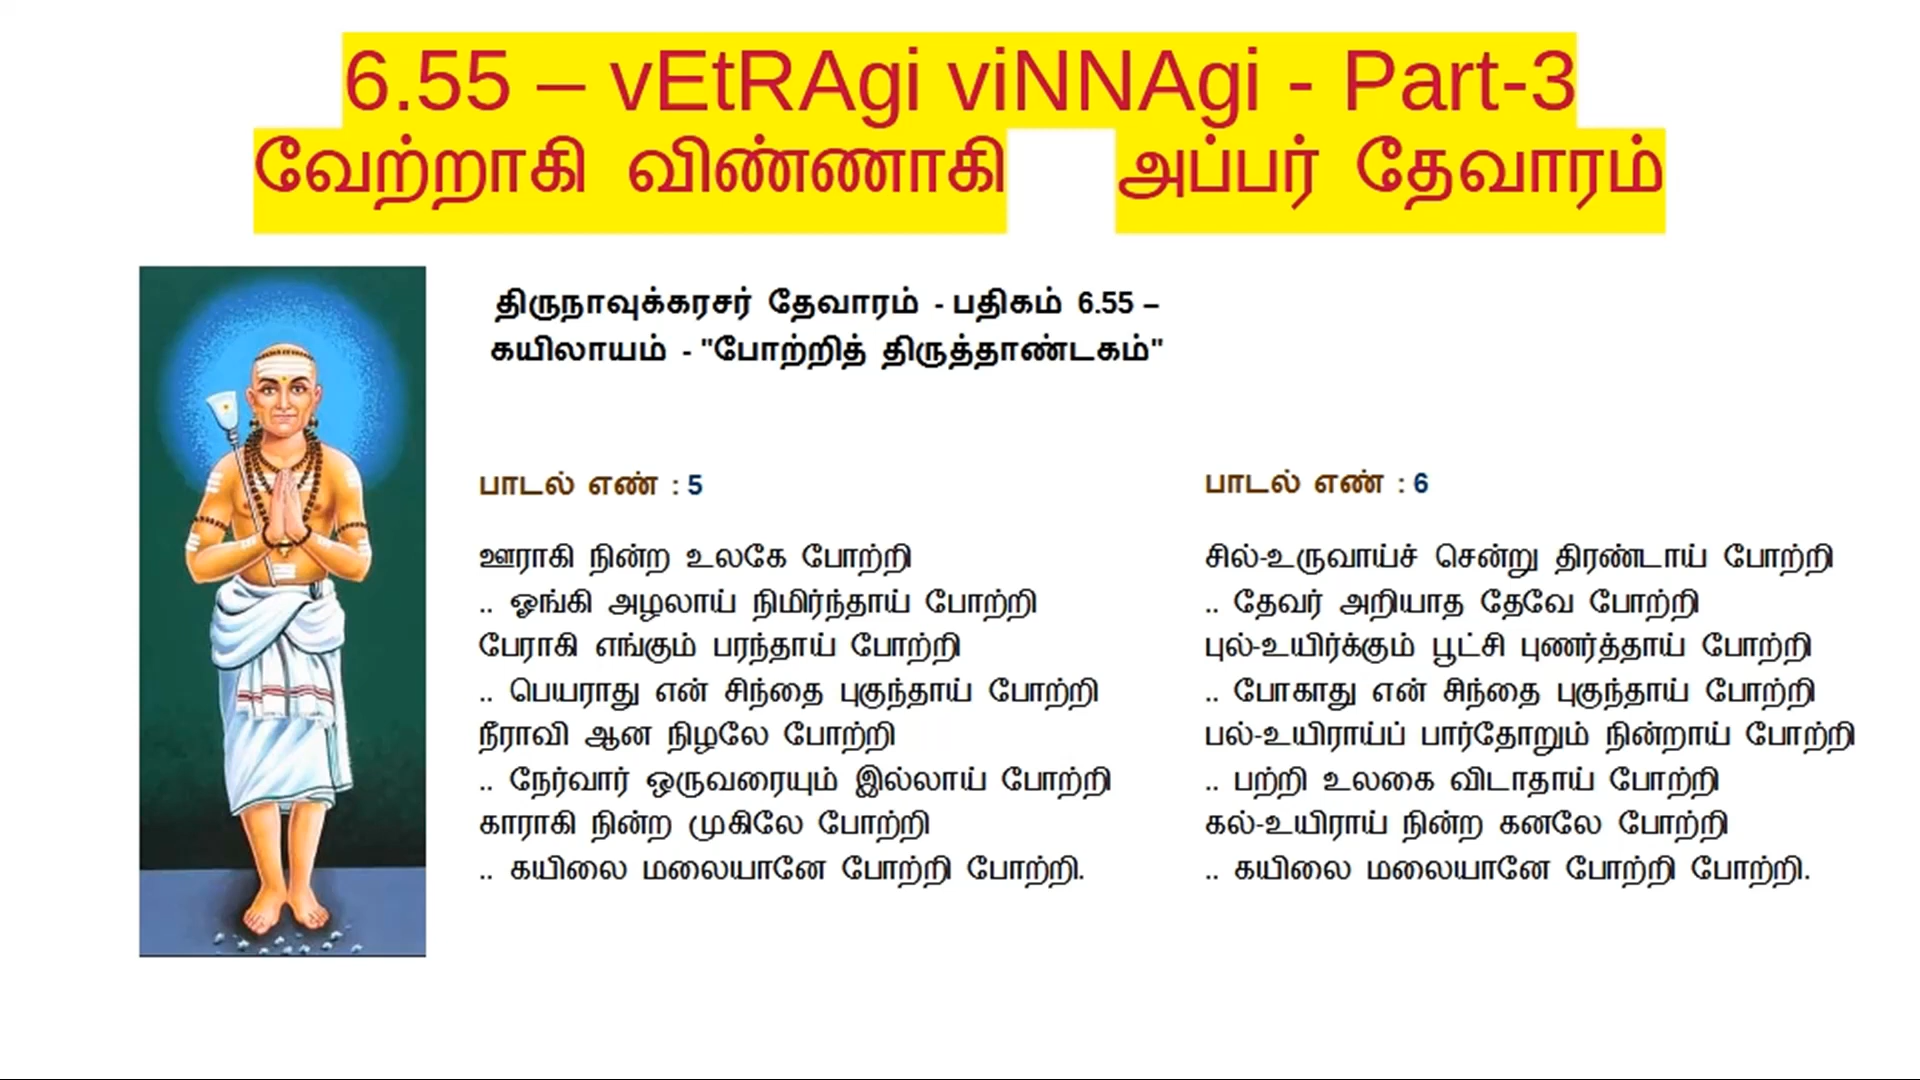 6.55 – vEtRAgi viNNAgi - Part-3
வேற்றாகி விண்ணாகி அப்பர் தேவாரம்
திருநாவுக்கரசர் தேவாரம் - பதிகம் 6.55 –
கயிலாயம் - "போற்றித் திருத்தாண்டகம்"
பாடல் எண் : 5
ஊராகி நின்ற உலகே போற்றி
.. ஓங்கி அழலாய் நிமிர்ந்தாய் போற்றி
பேராகி எங்கும் பரந்தாய் போற்றி
.. பெயராது என் சிந்தை புகுந்தாய் போற்றி
நீராவி ஆன நிழலே போற்றி
.. நேர்வார் ஒருவரையும் இல்லாய் போற்றி
காராகி நின்ற முகிலே போற்றி
.. கயிலை மலையானே போற்றி போற்றி.
பாடல் எண் : 6
சில்-உருவாய்ச் சென்று திரண்டாய் போற்றி
.. தேவர் அறியாத தேவே போற்றி
புல்-உயிர்க்கும் பூட்சி புணர்த்தாய் போற்றி
.. போகாது என் சிந்தை புகுந்தாய் போற்றி
பல்-உயிராய்ப் பார்தோறும் நின்றாய் போற்றி
.. பற்றி உலகை விடாதாய் போற்றி
கல்-உயிராய் நின்ற கனலே போற்றி
.. கயிலை மலையானே போற்றி போற்றி.